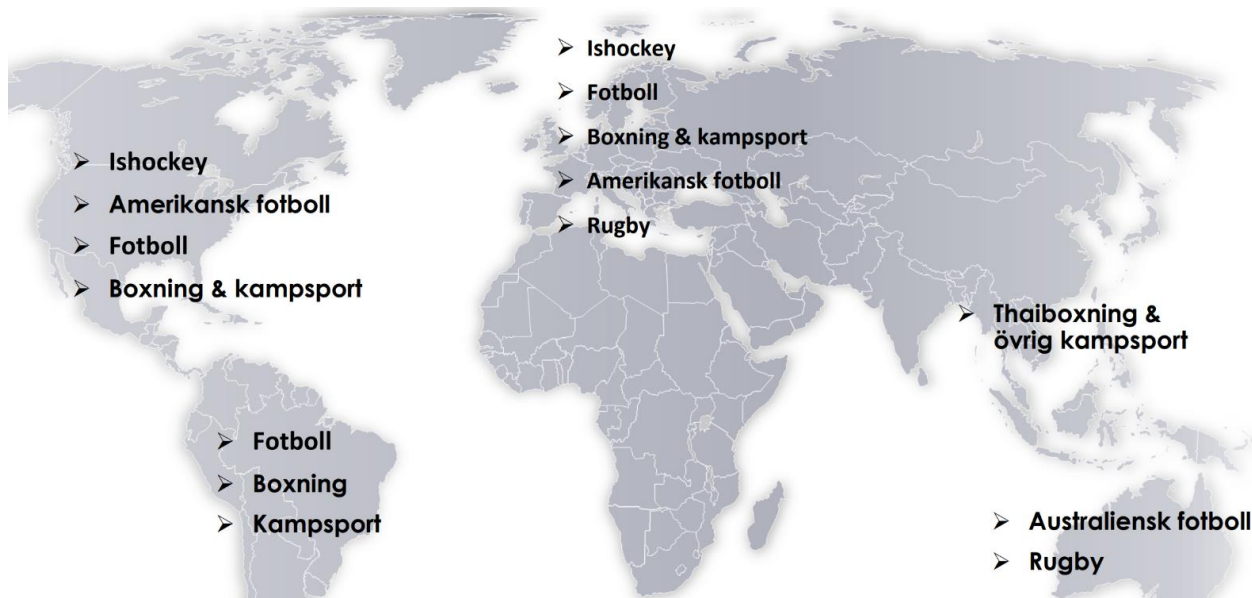 ➢ Ishockey
➢ Amerikansk fotboll
➢ Fotboll
➢ Boxning & kampsport
➢ Fotboll
➢ Boxning
➢ Kampsport
➢ Ishockey
➢ Fotboll
➢ Boxning & kampsport
➢ Amerikansk fotboll
➢ Rugby
➢ Thaiboxning &
övrig kampsport
➢ Australiensk fotboll
➢ Rugby